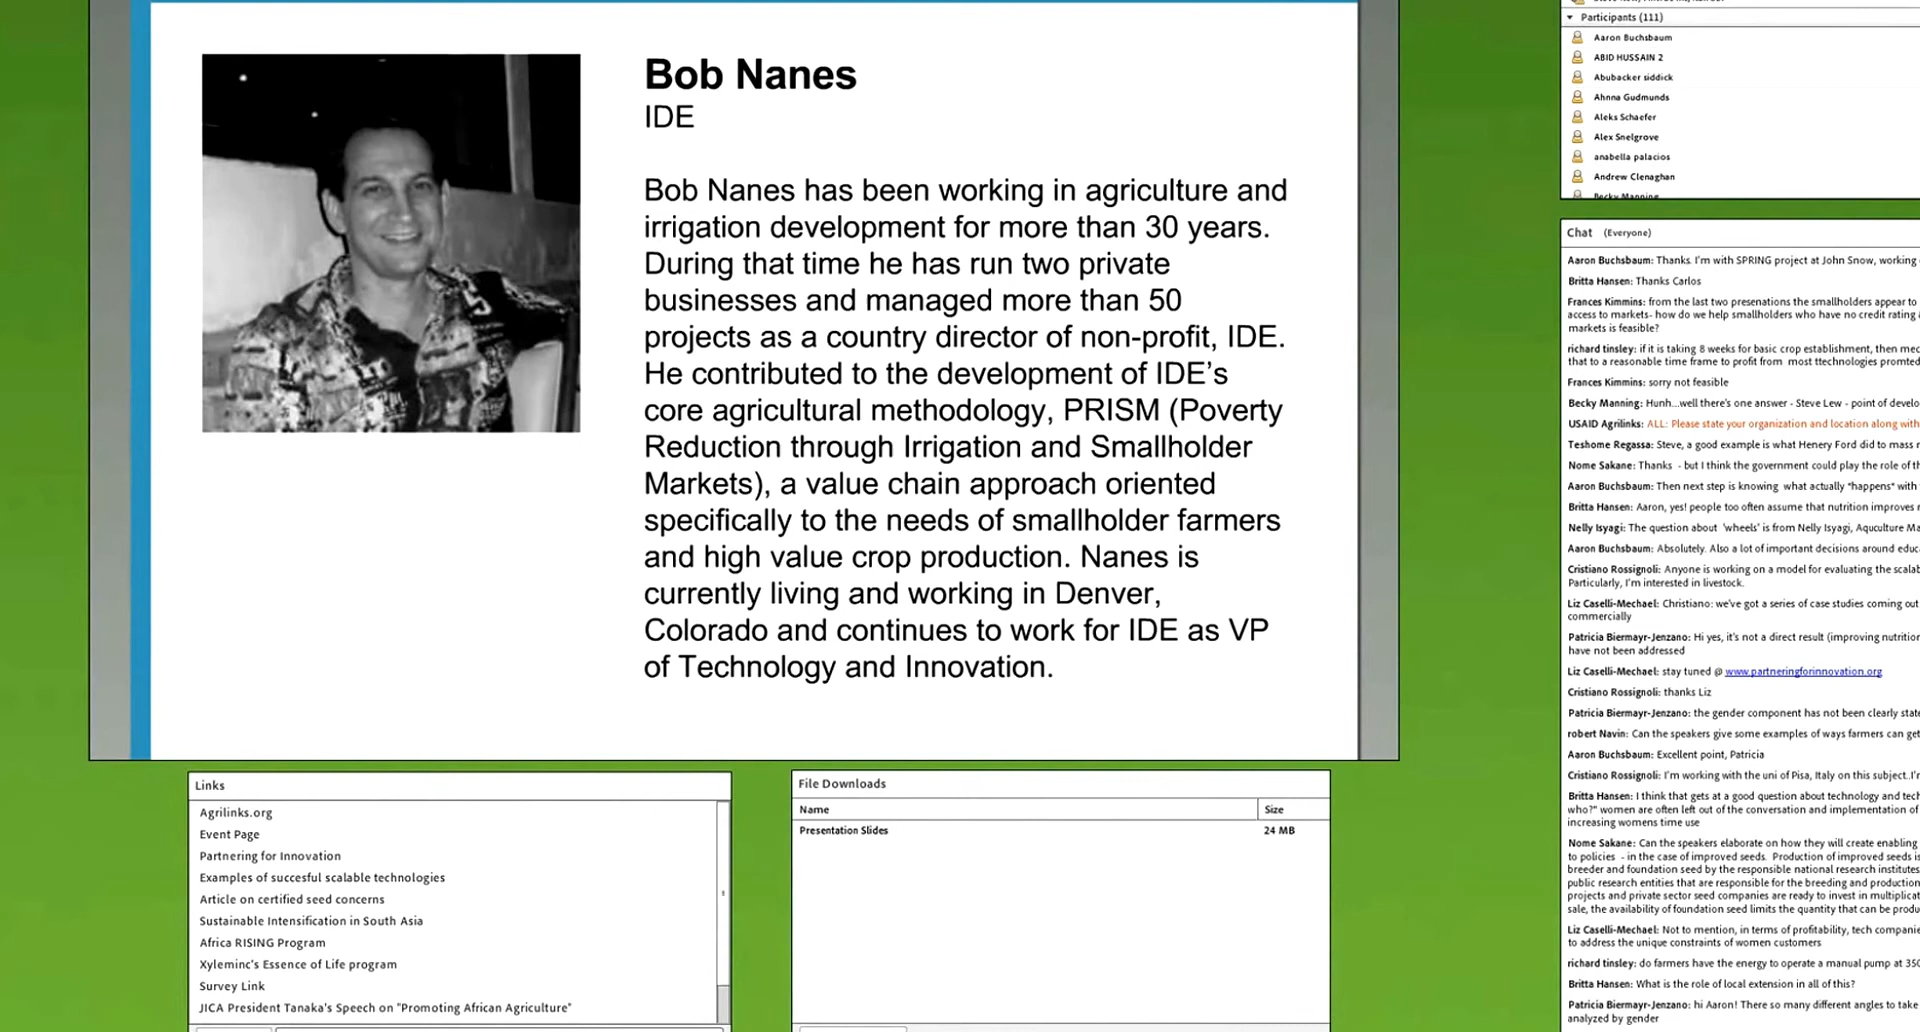 Bob Nanes
IDE
Bob Nanes has been working in agriculture and
irrigation development for more than 30 years.
During that time he has run two private
businesses and managed more than 50
projects as a country director of non-profit, IDE.
He contributed to the development of IDE’s
core agricultural methodology, PRISM (Poverty
Reduction through Irrigation and Smallholder
Markets), a value chain approach oriented
specifically to the needs of smallholder farmers
and high value crop production. Nanes is
currently living and working in Denver,
Colorado and continues to work for IDE as VP
of Technology and Innovation.
Links
Agrilinks.org
Event Page
Partnering for Innovation
Examples of succesful scalable technologies
Article on certified seed concerns
Sustainable Intensification in South Asia
Africa RISING Program
Xyleminc's Essence of Life program
Survey Link
JICA President Tanaka's Speech on "Promoting African Agriculture"
File Downloads
Name Size
Presentation Slides 24 MB
Participants (111)
Aaron Buchsbaum
ABID HUSSAIN 2
Abubacker siddick
Ahnna Gudmunds
Aleks Schaefer
Alex Snelgrove
anabella palacios
Andrew Clenaghan
Becky Manning
Chat (Everyone)
Aaron Buchsbaum: Thanks. I'm with SPRING project at John Snow, working
Britta Hansen: Thanks Carlos
Frances Kimmins: from the last two presenations the smallholders appear to
access to markets- how do we help smallholders who have no credit rating
markets is feasible?
richard tinsley: if it is taking 8 weeks for basic crop establishment, then
that to a reasonable time frame to profit from most ttechnologies promted
Frances Kimmins: sorry not feasible
Becky Manning: Hunh...well there's one answer - Steve Lew - point of
USAID Agrilinks: ALL: Please state your organization and location along with
Teshome Regassa: Steve, a good example is what Henery Ford did to mass
Nome Sakane: Thanks - but I think the government could play the role of
Aaron Buchsbaum: Then next step is knowing what actually *happens* with
Britta Hansen: Aaron, yes! people too often assume that nutrition improves
Nelly Isyagi: The question about 'wheels' is from Nelly Isyagi, Aquculture
Aaron Buchsbaum: Absolutely. Also a lot of important decisions around
Cristiano Rossignoli: Anyone is working on a model for evaluating the
Particularly, I'm interested in livestock.
Liz Caselli-Mechael: Christiano: we've got a series of case studies coming out
commercially
Patricia Biermayr-Jenzano: Hi yes, it's not a direct result (improving
have not been addressed
Liz Caselli-Mechael: stay tuned @ www.partneringforinnovation.org
Cristiano Rossignoli: thanks Liz
Patricia Biermayr-Jenzano: the gender component has not been clearly
robert Navin: Can the speakers give some examples of ways farmers can get
Aaron Buchsbaum: Excellent point, Patricia
Cristiano Rossignoli: I'm working with the uni of Pisa, Italy on this subject..I'm
Britta Hansen: I think that gets at a good question about technology and
who?" women are often left out of the conversation and implementation of
increasing womens time use
Nome Sakane: Can the speakers elaborate on how they will create enabling
to policies - in the case of improved seeds. Production of improved seeds is
breeder and foundation seed by the responsible national research institutes
public research entities that are responsible for the breeding and production
projects and private sector seed companies are ready to invest in
sale, the availability of foundation seed limits the quantity that can be
Liz Caselli-Mechael: Not to mention, in terms of profitability, tech
to address the unique constraints of women customers
richard tinsley: do farmers have the energy to operate a manual pump at
Britta Hansen: What is the role of local extension in all of this?
Patricia Biermayr-Jenzano: hi Aaron! There so many different angles to take
analyzed by gender